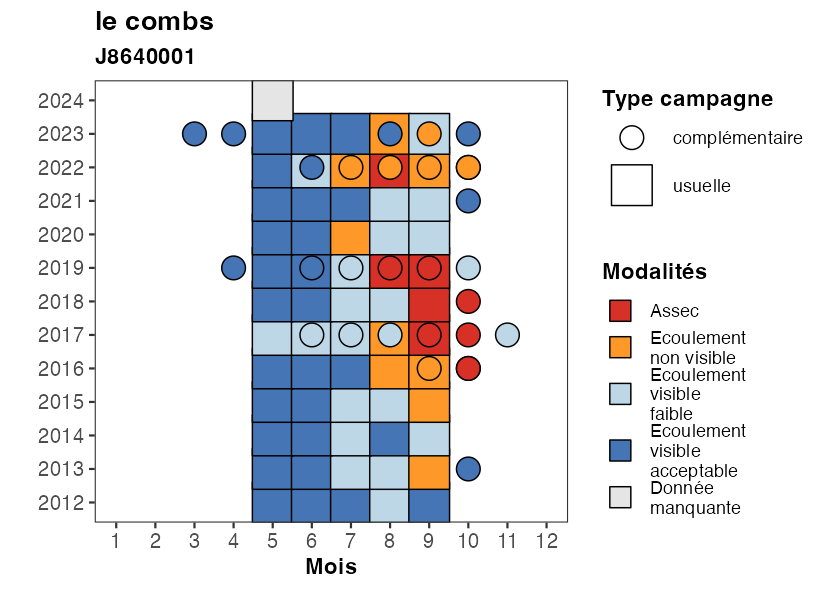 le combs
J8640001
2024
2023
2022
2021
2020
2019
2018
2017
2016
2015
2014
2013
2012
1 2 3 4 5 6 7 8 9 10 11 12
Mois
Type campagne
complémentaire
usuelle
Modalités
Assec
Ecoulement
non visible
Ecoulement
visible
faible
Ecoulement
visible
acceptable
Donnée
manquante